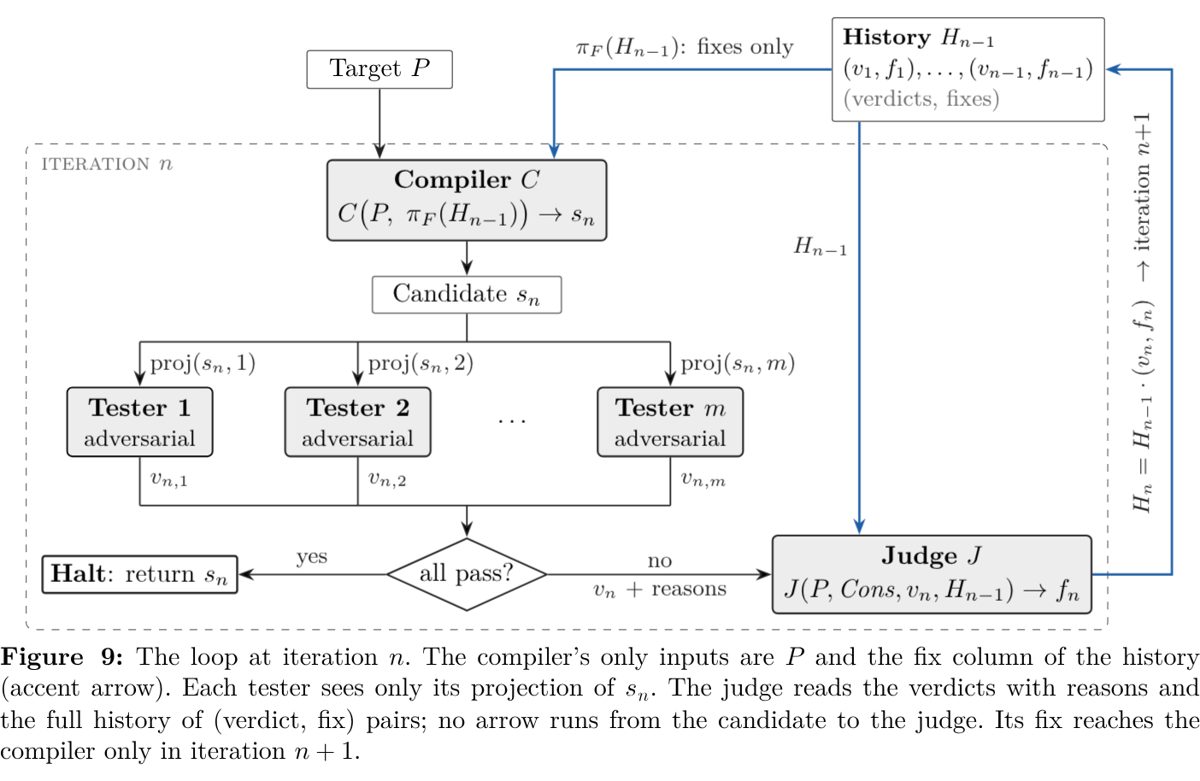 π_F(H_{n−1}): fixes only
History H_{n−1}
(v_1, f_1), . . . , (v_{n−1}, f_{n−1})
(verdicts, fixes)
Target P
ITERATION n
Compiler C
C(P, π_F(H_{n−1})) → s_n
H_{n−1}
H_n = H_{n−1} · (v_n, f_n) → iteration n+1
Candidate s_n
proj(s_n, 1)
proj(s_n, 2)
proj(s_n, m)
Tester 1
adversarial
Tester 2
adversarial
. . .
Tester m
adversarial
v_{n,1}
v_{n,2}
v_{n,m}
Halt: return s_n
yes
all pass?
no
v_n + reasons
Judge J
J(P, Cons, v_n, H_{n−1}) → f_n
Figure 9: The loop at iteration n. The compiler's only inputs are P and the fix column of the history
(accent arrow). Each tester sees only its projection of s_n. The judge reads the verdicts with reasons and
the full history of (verdict, fix) pairs; no arrow runs from the candidate to the judge. Its fix reaches the
compiler only in iteration n + 1.